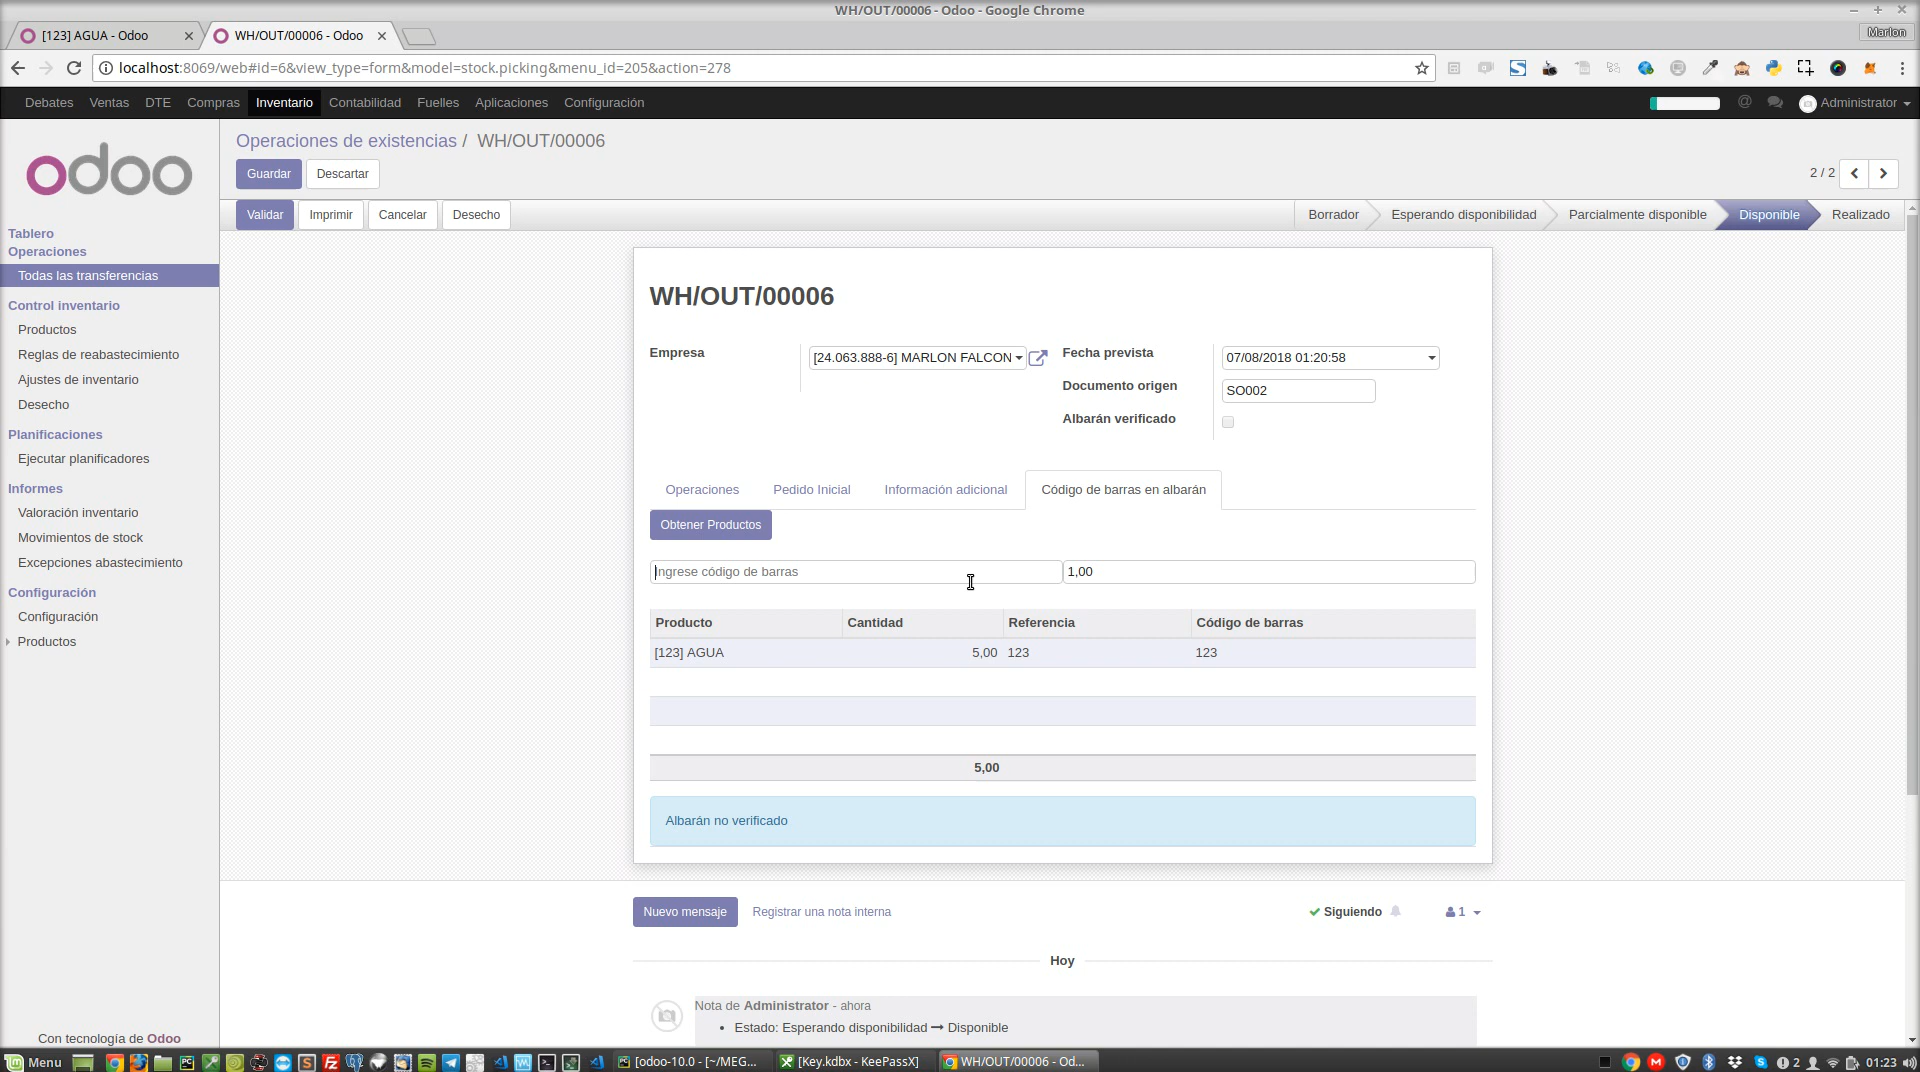 WH/OUT/00006 - Odoo - Google Chrome
[123] AGUA - Odoo
WH/OUT/00006 - Odoo
Marlon
localhost:8069/web#id=6&view_type=form&model=stock.picking&menu_id=205&action=278
Debates Ventas DTE Compras Inventario Contabilidad Fuelles Aplicaciones Configuración
@ Administrator
odoo
Operaciones de existencias / WH/OUT/00006
Guardar Descartar
2 / 2
Validar Imprimir Cancelar Desecho
Borrador Esperando disponibilidad Parcialmente disponible Disponible Realizado
Tablero
Operaciones
Todas las transferencias
Control inventario
Productos
Reglas de reabastecimiento
Ajustes de inventario
Desecho
Planificaciones
Ejecutar planificadores
Informes
Valoración inventario
Movimientos de stock
Excepciones abastecimiento
Configuración
Configuración
Productos
Con tecnología de Odoo
WH/OUT/00006
Empresa [24.063.888-6] MARLON FALCON
Fecha prevista 07/08/2018 01:20:58
Documento origen SO002
Albarán verificado
Operaciones Pedido Inicial Información adicional Código de barras en albarán
Obtener Productos
Ingrese código de barras 1,00
Producto Cantidad Referencia Código de barras
[123] AGUA 5,00 123 123
5,00
Albarán no verificado
Nuevo mensaje Registrar una nota interna
Siguiendo 1
Hoy
Nota de Administrator - ahora
• Estado: Esperando disponibilidad → Disponible
Menu
[odoo-10.0 - [~/MEG...
[Key.kdbx - KeePassX]
WH/OUT/00006 - Od...
2
01:23